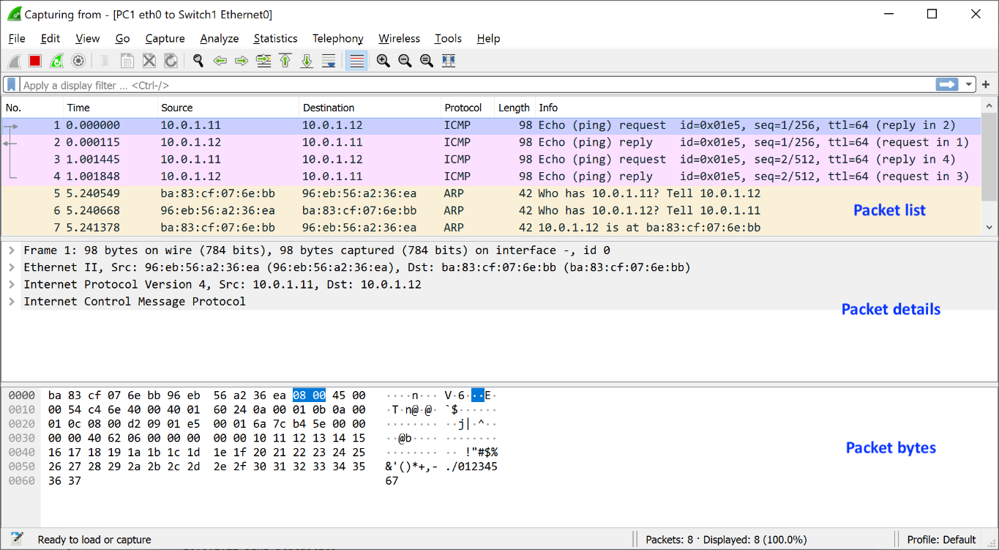 Capturing from - [PC1 eth0 to Switch1 Ethernet0]
File Edit View Go Capture Analyze Statistics Telephony Wireless Tools Help
Apply a display filter ... <Ctrl-/>
No. Time Source Destination Protocol Length Info
1 0.000000 10.0.1.11 10.0.1.12 ICMP 98 Echo (ping) request id=0x01e5, seq=1/256, ttl=64 (reply in 2)
2 0.000115 10.0.1.12 10.0.1.11 ICMP 98 Echo (ping) reply id=0x01e5, seq=1/256, ttl=64 (request in 1)
3 1.001445 10.0.1.11 10.0.1.12 ICMP 98 Echo (ping) request id=0x01e5, seq=2/512, ttl=64 (reply in 4)
4 1.001848 10.0.1.12 10.0.1.11 ICMP 98 Echo (ping) reply id=0x01e5, seq=2/512, ttl=64 (request in 3)
5 5.240549 ba:83:cf:07:6e:bb 96:eb:56:a2:36:ea ARP 42 Who has 10.0.1.11? Tell 10.0.1.12
6 5.240668 96:eb:56:a2:36:ea ba:83:cf:07:6e:bb ARP 42 Who has 10.0.1.12? Tell 10.0.1.11
Packet list
7 5.241378 ba:83:cf:07:6e:bb 96:eb:56:a2:36:ea ARP 42 10.0.1.12 is at ba:83:cf:07:6e:bb
Frame 1: 98 bytes on wire (784 bits), 98 bytes captured (784 bits) on interface -, id 0
Ethernet II, Src: 96:eb:56:a2:36:ea (96:eb:56:a2:36:ea), Dst: ba:83:cf:07:6e:bb (ba:83:cf:07:6e:bb)
Internet Protocol Version 4, Src: 10.0.1.11, Dst: 10.0.1.12
Internet Control Message Protocol
Packet details
0000 ba 83 cf 07 6e bb 96 eb 56 a2 36 ea 08 00 45 00 ····n··· V·6···E·
0010 00 54 c4 6e 40 00 40 01 60 24 0a 00 01 0b 0a 00 ·T·n@·@· `$······
0020 01 0c 08 00 d2 09 01 e5 00 01 6a 7c b4 5e 00 00 ········ ··j|·^··
0030 00 00 40 62 06 00 00 00 00 00 10 11 12 13 14 15 ··@b···· ········
0040 16 17 18 19 1a 1b 1c 1d 1e 1f 20 21 22 23 24 25 ········ ·· !"#$%
0050 26 27 28 29 2a 2b 2c 2d 2e 2f 30 31 32 33 34 35 &'()*+,- ./012345
0060 36 37 67
Packet bytes
Ready to load or capture Packets: 8 · Displayed: 8 (100.0%) Profile: Default